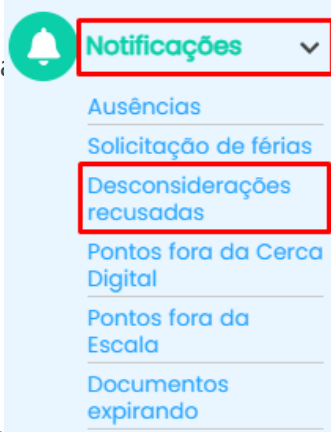 Notificações
Ausências
Solicitação de férias
Desconsiderações
recusadas
Pontos fora da Cerca
Digital
Pontos fora da
Escala
Documentos
expirando